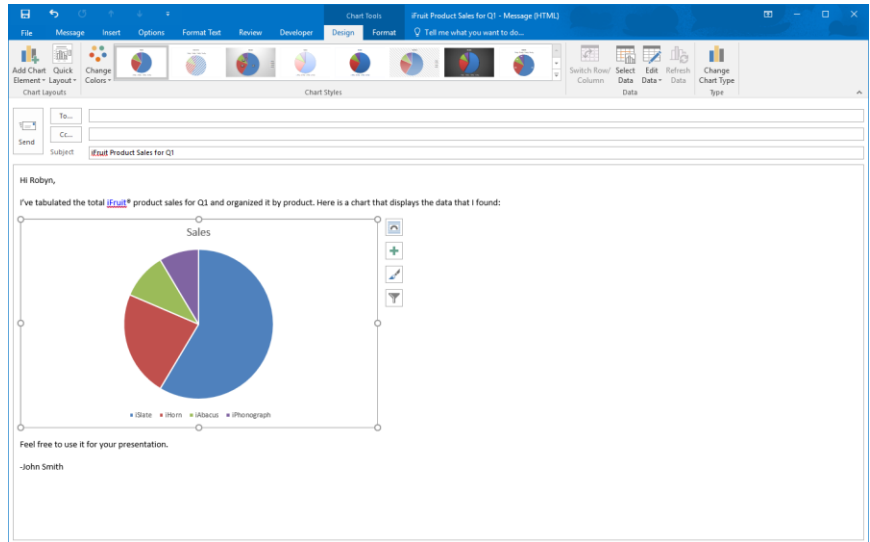 Chart Tools
iFruit Product Sales for Q1 - Message (HTML)
File Message Insert Options Format Text Review Developer Design Format Tell me what you want to do...
Add Chart Element Quick Layout Change Colors
Switch Row/ Column Select Data Edit Data Refresh Data Change Chart Type
Chart Layouts Chart Styles Data Type
To...
Cc...
Send
Subject iFruit Product Sales for Q1
Hi Robyn,
I've tabulated the total iFruit® product sales for Q1 and organized it by product. Here is a chart that displays the data that I found:
Sales
iSlate iHorn iAbacus iPhonograph
Feel free to use it for your presentation.
-John Smith